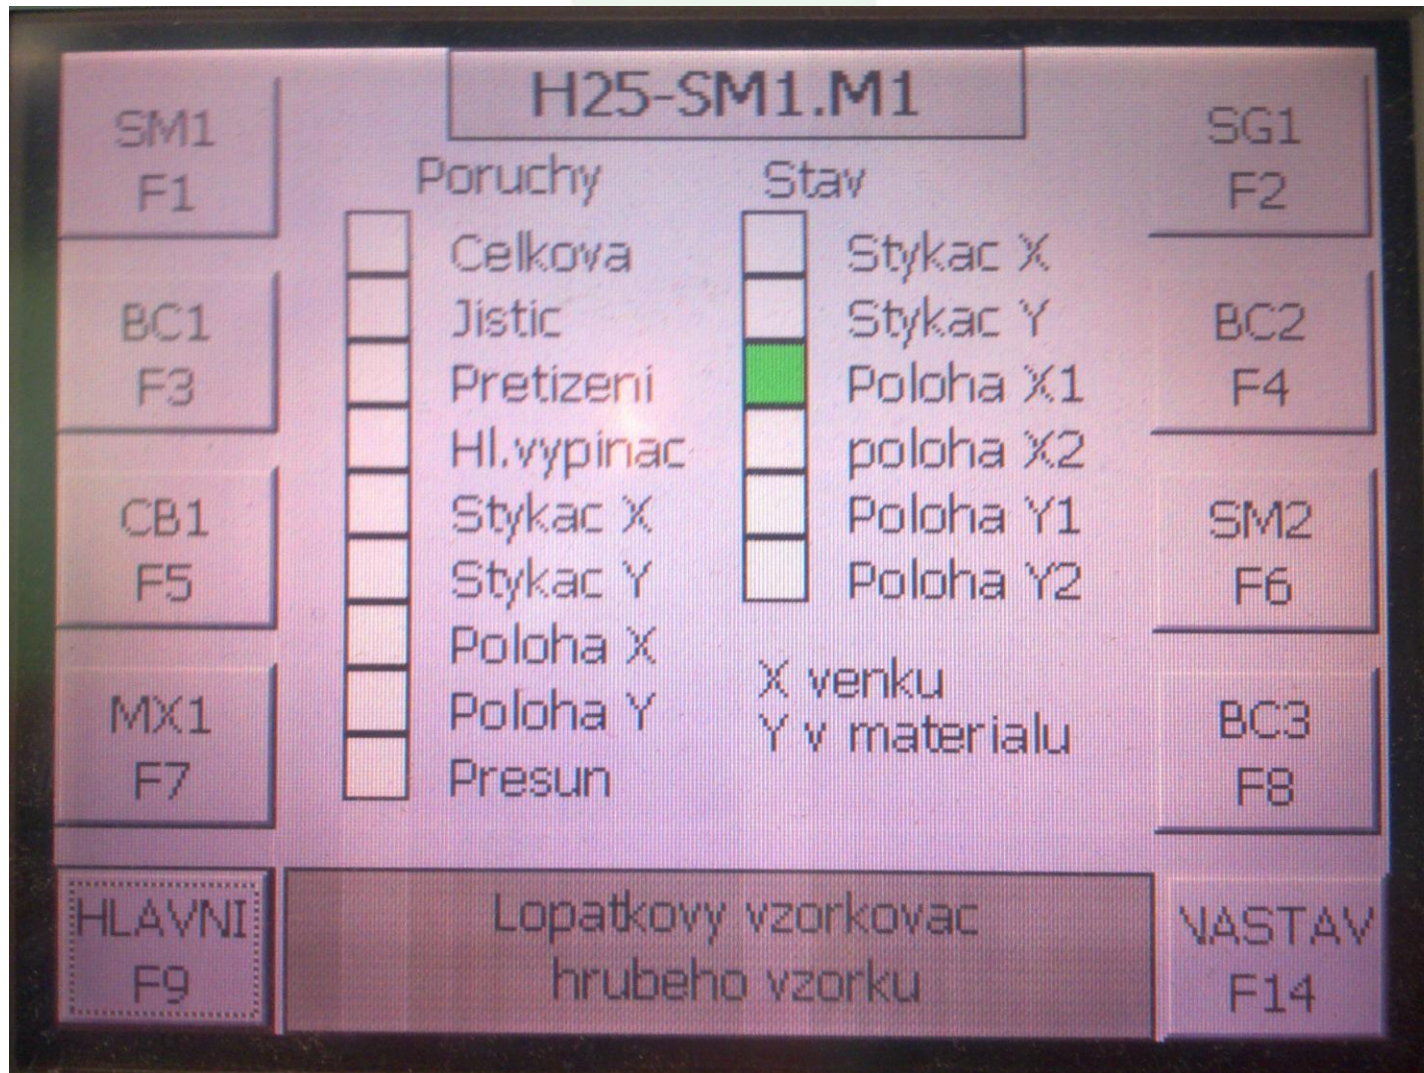 H25-SM1.M1
SM1
F1
SG1
F2
Poruchy
Stav
Celkova
Jistic
Pretizeni
Hl.vypinac
Stykac X
Stykac Y
Poloha X
Poloha Y
Presun
Stykac X
Stykac Y
Poloha X1
poloha X2
Poloha Y1
Poloha Y2
X venku
Y v materialu
BC1
F3
BC2
F4
CB1
F5
SM2
F6
MX1
F7
BC3
F8
HLAVNI
F9
Lopatkovy vzorkovac
hrubeho vzorku
NASTAV
F14